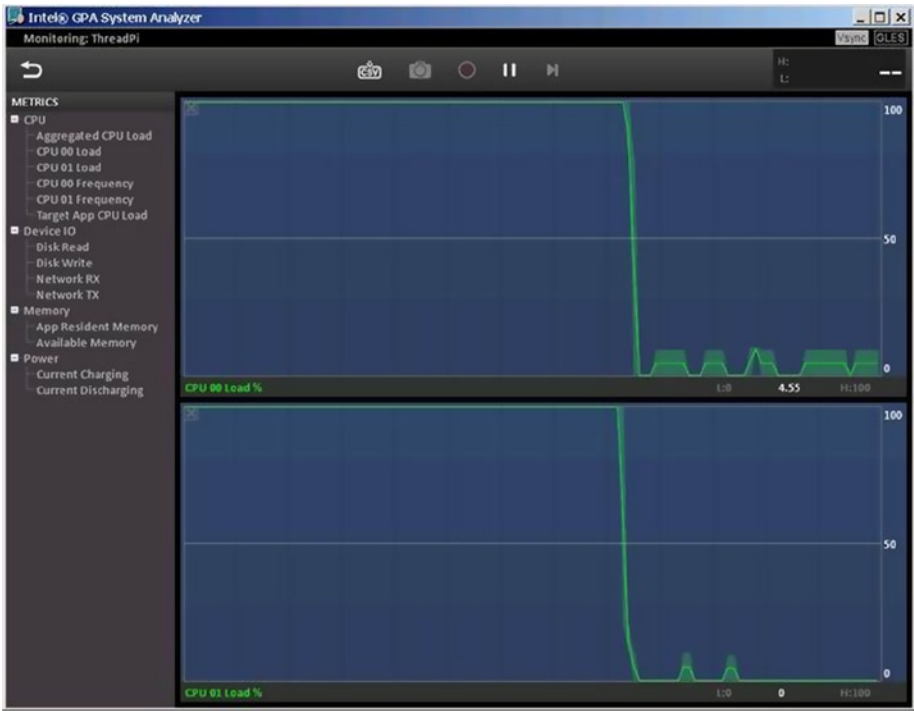 Intel® GPA System Analyzer
Monitoring: ThreadPi
Vsync GLES
CSV
H:
L:
--
METRICS
CPU
Aggregated CPU Load
CPU 00 Load
CPU 01 Load
CPU 00 Frequency
CPU 01 Frequency
Target App CPU Load
Device IO
Disk Read
Disk Write
Network RX
Network TX
Memory
App Resident Memory
Available Memory
Power
Current Charging
Current Discharging
100
50
0
CPU 00 Load % L:0 4.55 H:100
100
50
0
CPU 01 Load % L:0 0 H:100